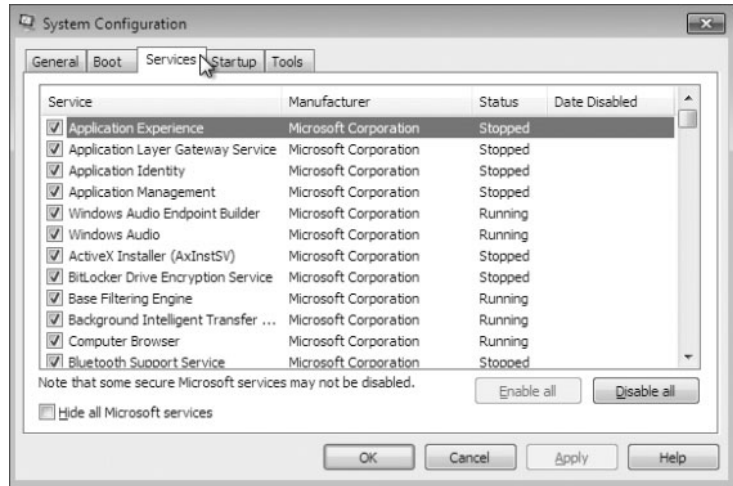 System Configuration
General Boot Services Startup Tools
Service Manufacturer Status Date Disabled
Application Experience Microsoft Corporation Stopped
Application Layer Gateway Service Microsoft Corporation Stopped
Application Identity Microsoft Corporation Stopped
Application Management Microsoft Corporation Stopped
Windows Audio Endpoint Builder Microsoft Corporation Running
Windows Audio Microsoft Corporation Running
ActiveX Installer (AxInstSV) Microsoft Corporation Stopped
BitLocker Drive Encryption Service Microsoft Corporation Stopped
Base Filtering Engine Microsoft Corporation Running
Background Intelligent Transfer ... Microsoft Corporation Running
Computer Browser Microsoft Corporation Running
Bluetooth Support Service Microsoft Corporation Stopped
Note that some secure Microsoft services may not be disabled.
Enable all Disable all
Hide all Microsoft services
OK Cancel Apply Help